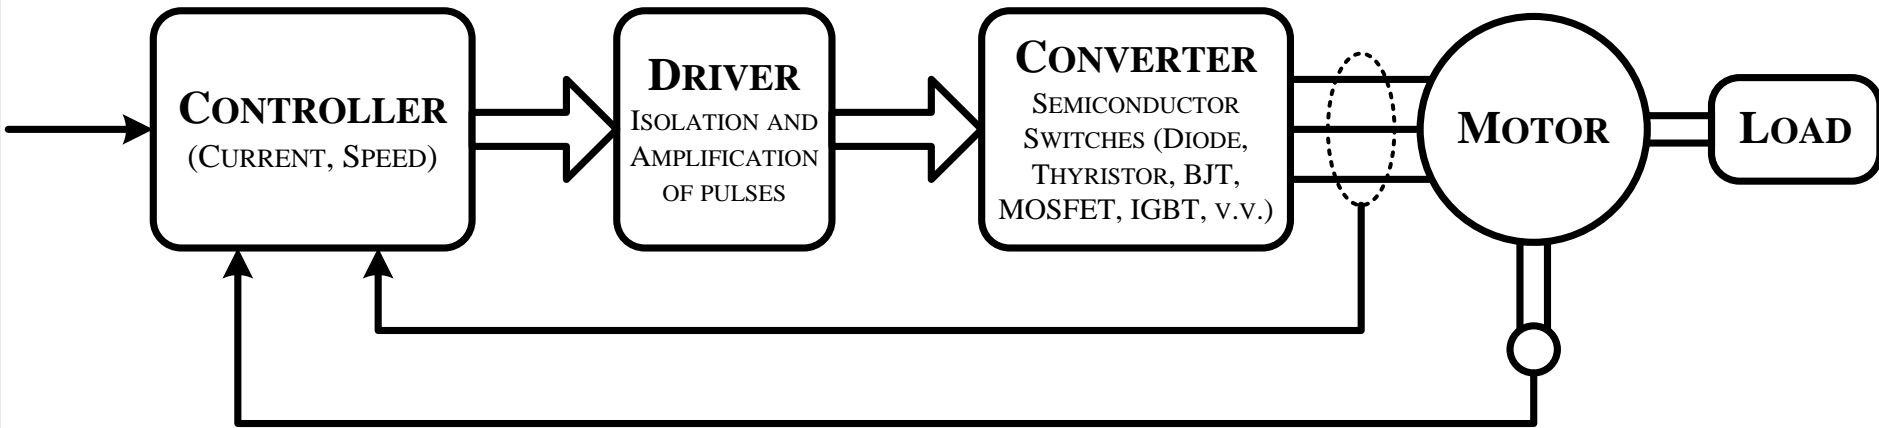 CONTROLLER
(CURRENT, SPEED)
DRIVER
ISOLATION AND
AMPLIFICATION
OF PULSES
CONVERTER
SEMICONDUCTOR
SWITCHES (DIODE,
THYRISTOR, BJT,
MOSFET, IGBT, V.V.)
MOTOR
LOAD